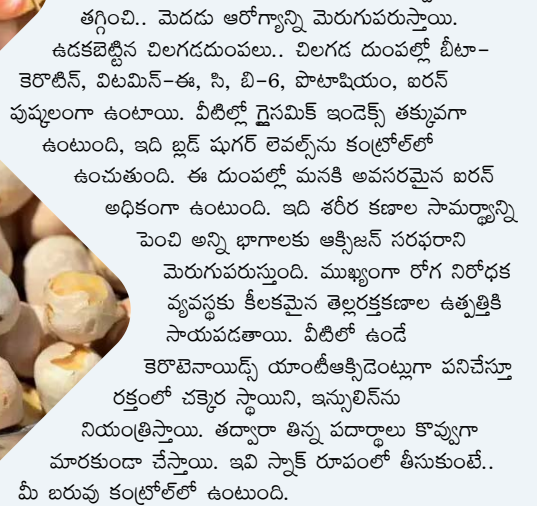 తగ్గించి.. మెదడు ఆరోగ్యాన్ని మెరుగుపరుస్తాయి.
ఉడకబెట్టిన చిలగడదుంపలు.. చిలగడ దుంపల్లో బీటా-
కెరొటిన్, విటమిన్-ఈ, సి, బి-6, పొటాషియం, ఐరన్
పుష్కలంగా ఉంటాయి. వీటిల్లో గ్లైసమిక్ ఇండెక్స్ తక్కువగా
ఉంటుంది, ఇది బ్లడ్ షుగర్ లెవల్స్‌ను కంట్రోల్‌లో
ఉంచుతుంది. ఈ దుంపల్లో మనకి అవసరమైన ఐరన్
అధికంగా ఉంటుంది. ఇది శరీర కణాల సామర్థ్యాన్ని
పెంచి అన్ని భాగాలకు ఆక్సిజన్ సరఫరాని
మెరుగుపరుస్తుంది. ముఖ్యంగా రోగ నిరోధక
వ్యవస్థకు కీలకమైన తెల్లరక్తకణాల ఉత్పత్తికి
సాయపడతాయి. వీటిలో ఉండే
కెరొటెనాయిడ్స్ యాంటీఆక్సిడెంట్లుగా పనిచేస్తూ
రక్తంలో చక్కెర స్థాయిని, ఇన్సులిన్‌ను
నియంత్రిస్తాయి. తద్వారా తిన్న పదార్థాలు కొవ్వుగా
మారకుండా చేస్తాయి. ఇవి స్నాక్ రూపంలో తీసుకుంటే..
మీ బరువు కంట్రోల్‌లో ఉంటుంది.